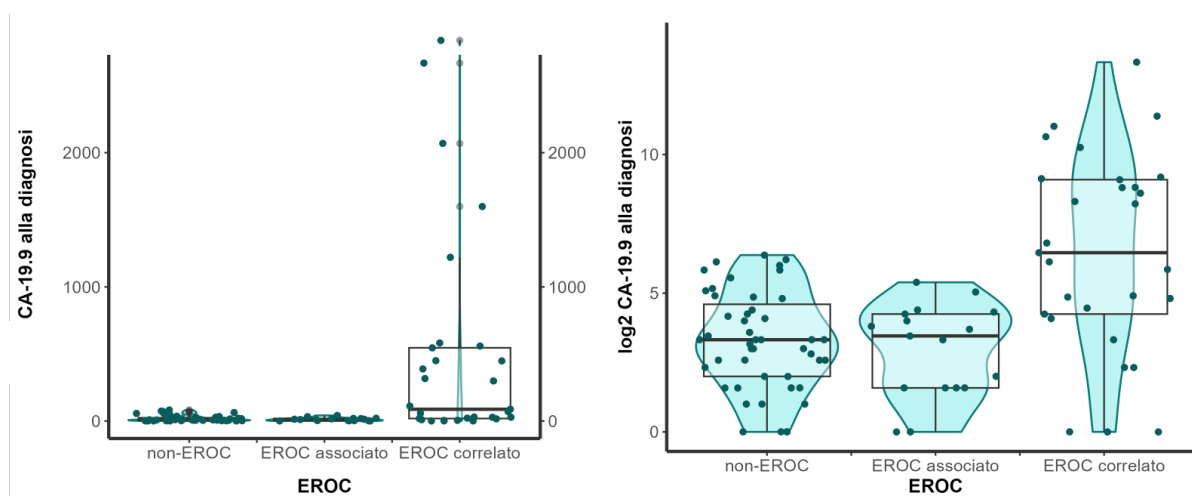 CA-19.9 alla diagnosi
2000
1000
0
2000
1000
0
non-EROC
EROC associato
EROC correlato
EROC
log2 CA-19.9 alla diagnosi
10
5
0
non-EROC
EROC associato
EROC correlato
EROC